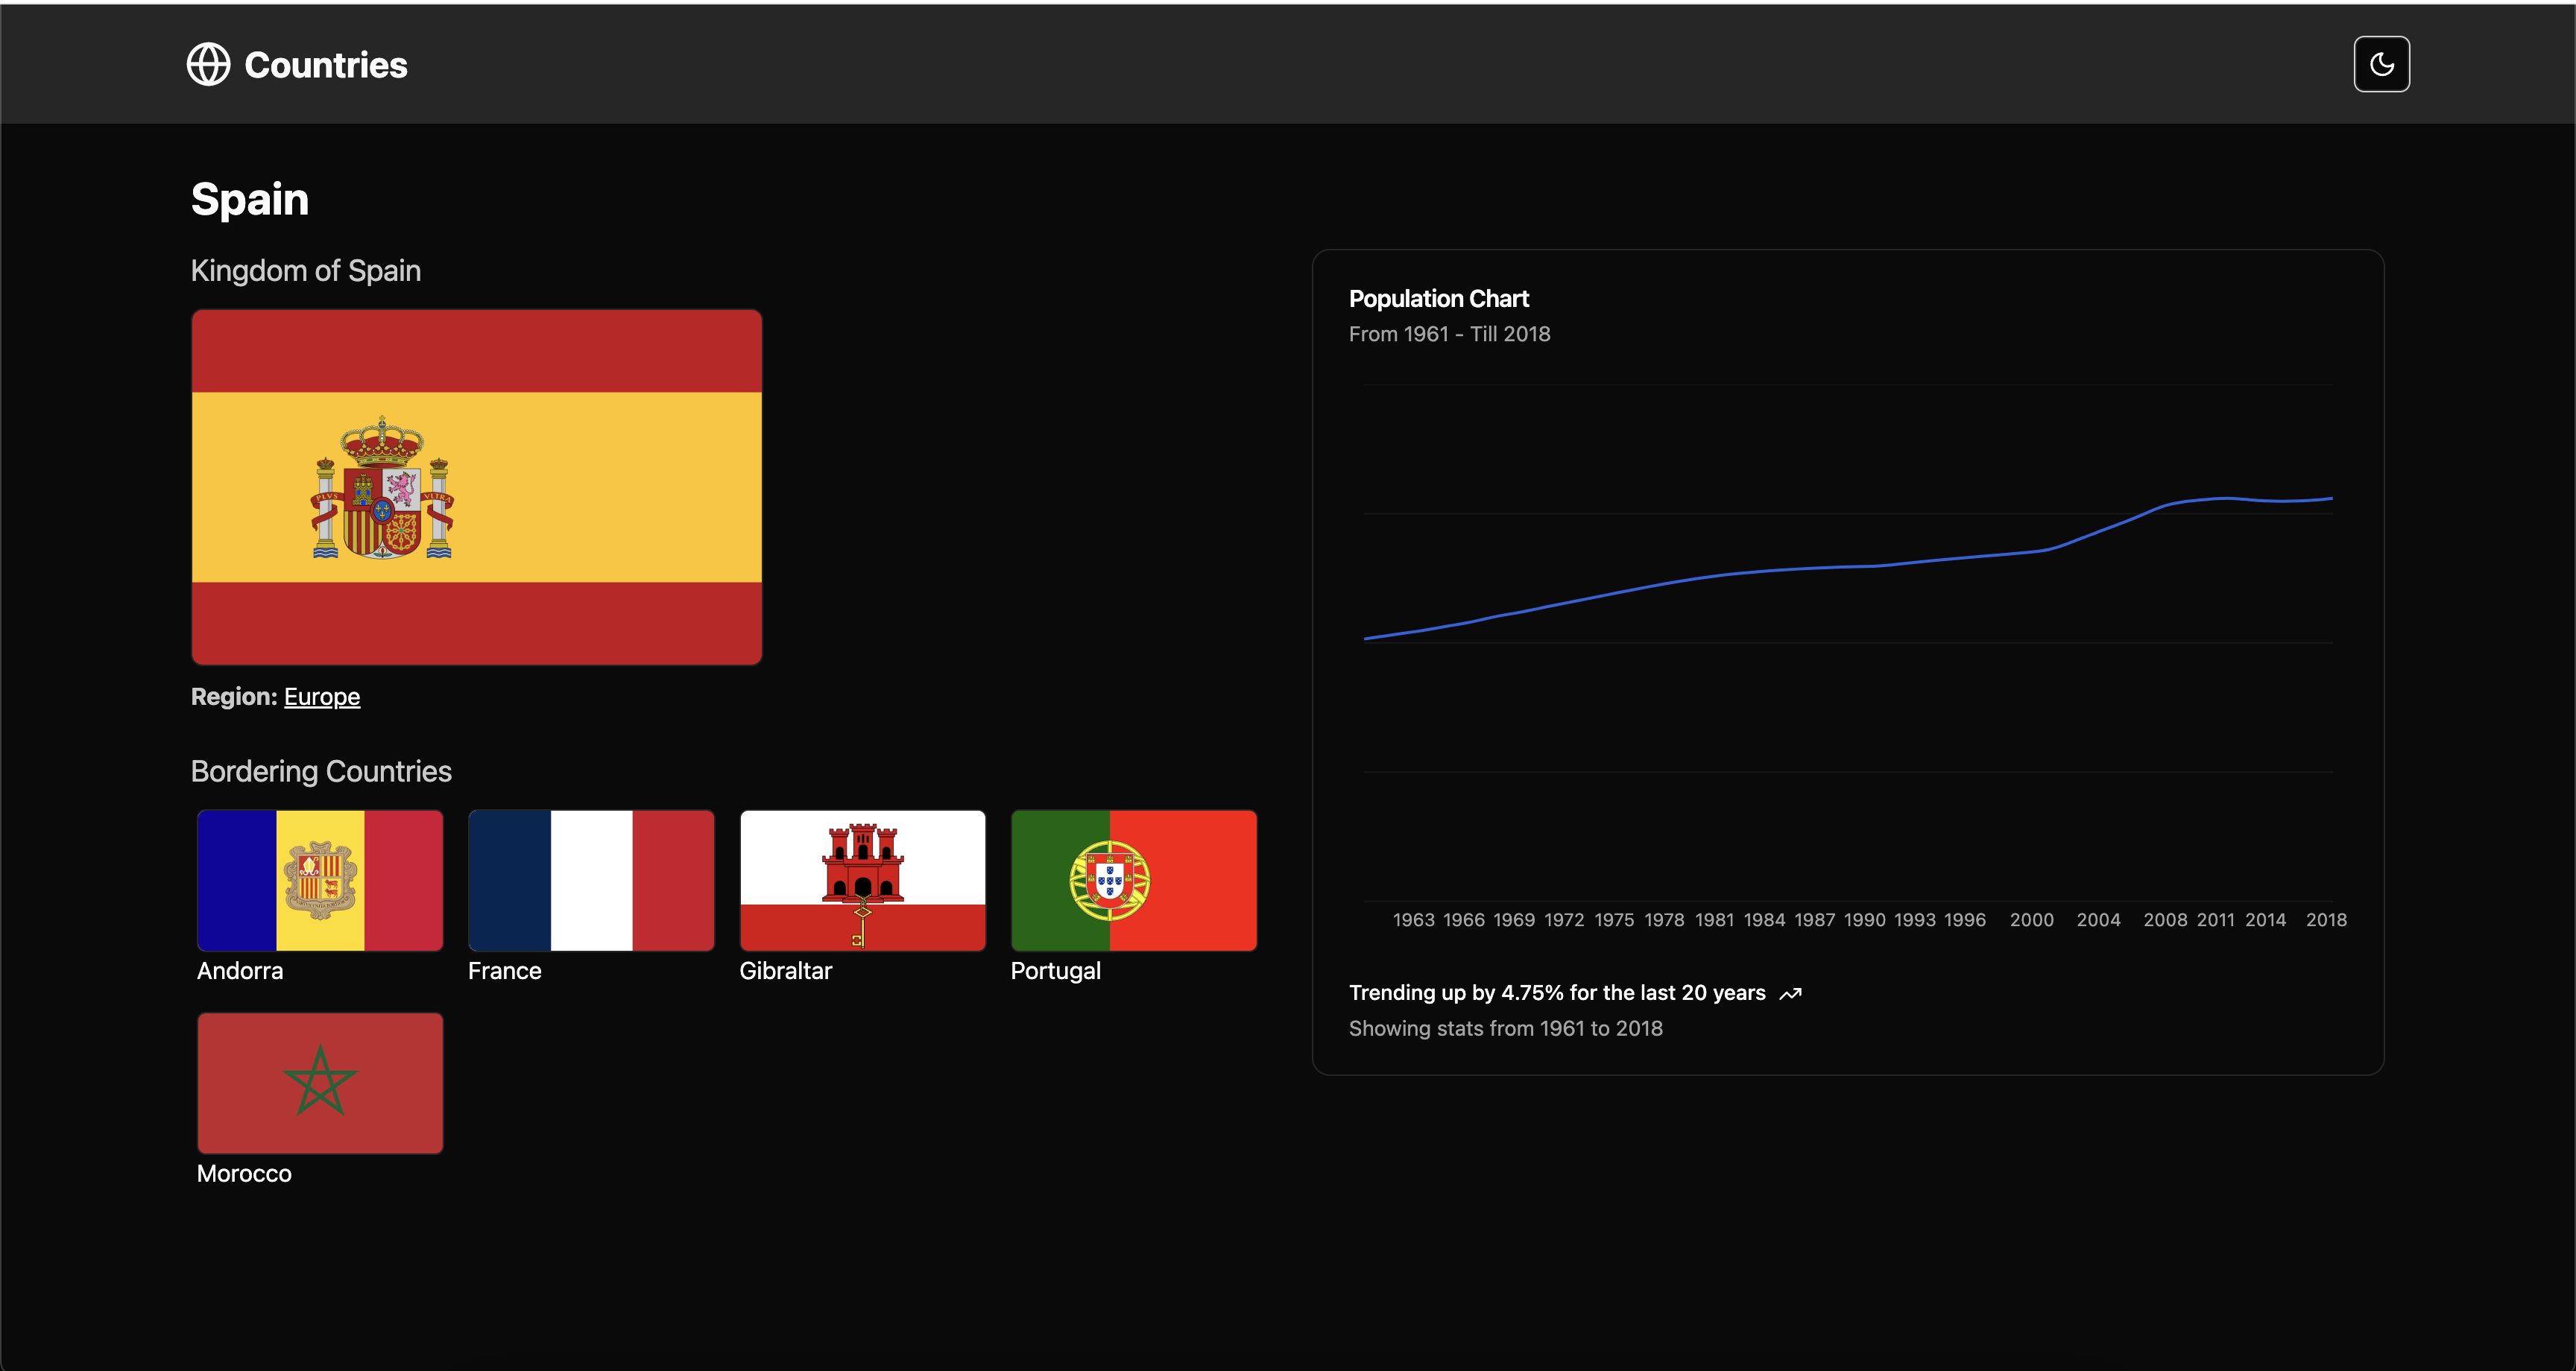 Countries
Spain
Kingdom of Spain
PLVS VLTRA
Region: Europe
Bordering Countries
Andorra
France
Gibraltar
Portugal
Morocco
Population Chart
From 1961 - Till 2018
1963 1966 1969 1972 1975 1978 1981 1984 1987 1990 1993 1996 2000 2004 2008 2011 2014 2018
Trending up by 4.75% for the last 20 years
Showing stats from 1961 to 2018